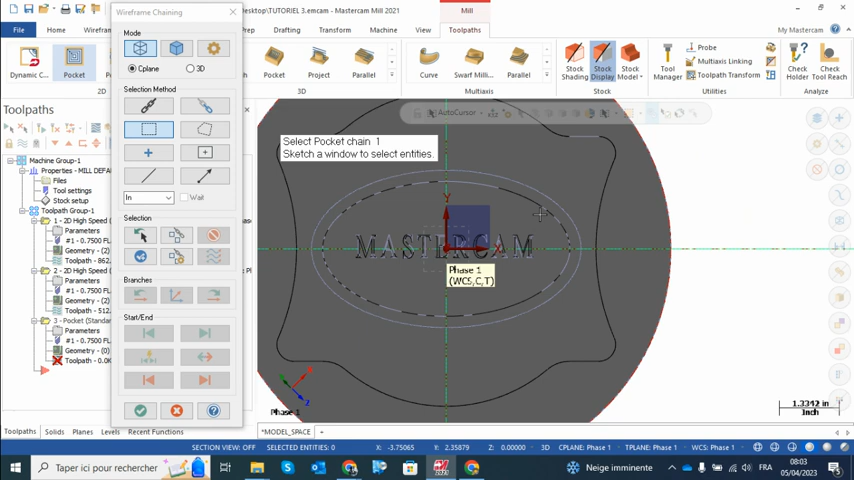 Wireframe Chaining
Desktop\TUTORIEL 3.emcam - Mastercam Mill 2021
Mill
File
Home
Drafting
Transform
Machine
View
Toolpaths
My Mastercam
Dynamic C...
Pocket
Pocket
Project
Parallel
Curve
Swarf Milli...
Parallel
Stock Shading
Stock Display
Stock Model
Tool Manager
Probe
Multiaxis Linking
Toolpath Transform
Check Holder
Check Tool Reach
2D
3D
Multiaxis
Stock
Utilities
Analyze
Mode
Cplane
3D
Selection Method
In
Wait
Selection
Branches
Start/End
Toolpaths
Machine Group-1
Properties - MILL DEFA
Files
Tool settings
Stock setup
Toolpath Group-1
1 - 2D High Speed (
Parameters
#1 - 0.7500 FL
Geometry - (2)
Toolpath - 862.
2 - 2D High Speed (
Parameters
#1 - 0.7500 FL
Geometry - (2)
Toolpath - 512.
3 - Pocket (Standar
Parameters
#1 - 0.7500 FL
Geometry - (0)
Toolpath - 0.0K
AutoCursor
Select Pocket chain 1
Sketch a window to select entities.
Y
MASTERCAM
X
Phase 1
(WCS,C,T)
X
Z
Phase 1
1.3342 in
Inch
Toolpaths
Solids
Planes
Levels
Recent Functions
*MODEL_SPACE
+
SECTION VIEW: OFF
SELECTED ENTITIES: 0
X: -3.75065
Y: 2.35879
Z: 0.00000
3D
CPLANE: Phase 1
TPLANE: Phase 1
WCS: Phase 1
Taper ici pour rechercher
Neige imminente
FRA
08:03
05/04/2023